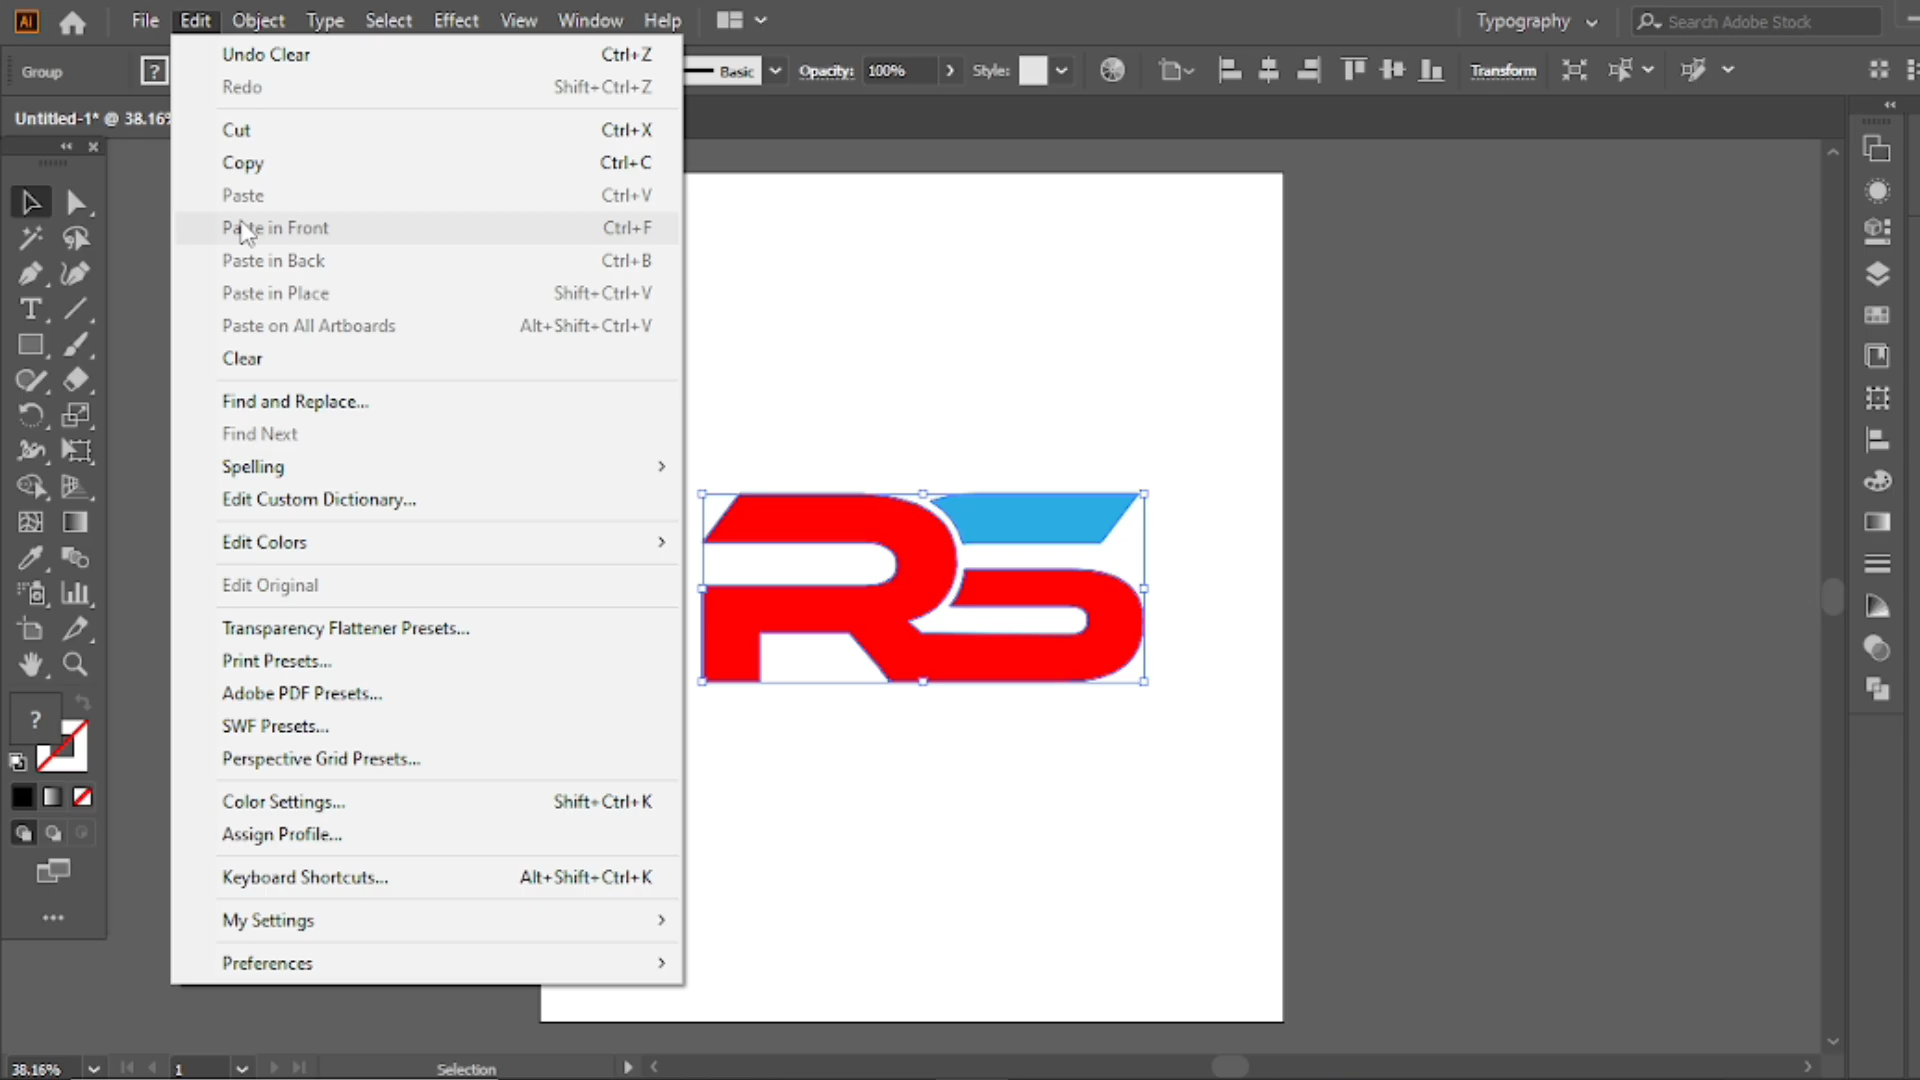 Ai File Edit Object Type Select Effect View Window Help Typography Search Adobe Stock
Group ? Basic Opacity: 100% Style: Transform
Untitled-1* @ 38.16%
Undo Clear Ctrl+Z
Redo Shift+Ctrl+Z
Cut Ctrl+X
Copy Ctrl+C
Paste Ctrl+V
Paste in Front Ctrl+F
Paste in Back Ctrl+B
Paste in Place Shift+Ctrl+V
Paste on All Artboards Alt+Shift+Ctrl+V
Clear
Find and Replace...
Find Next
Spelling
Edit Custom Dictionary...
Edit Colors
Edit Original
Transparency Flattener Presets...
Print Presets...
Adobe PDF Presets...
SWF Presets...
Perspective Grid Presets...
Color Settings... Shift+Ctrl+K
Assign Profile...
Keyboard Shortcuts... Alt+Shift+Ctrl+K
My Settings
Preferences
RS
?
38.16% 1 Selection